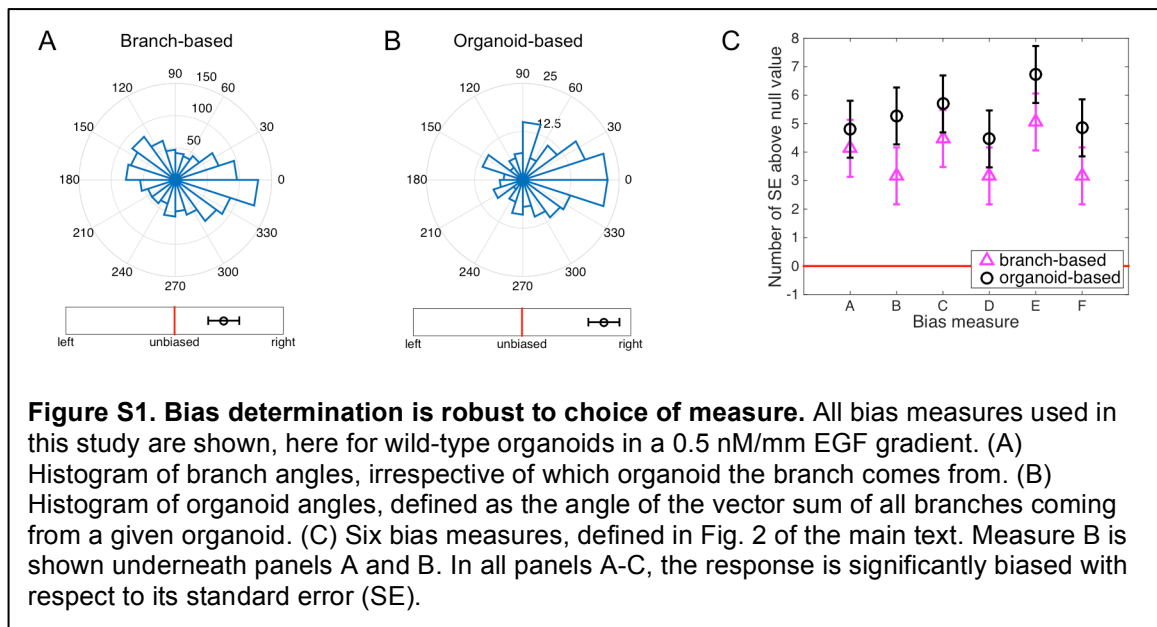 A
Branch-based
90
150
120
60
100
150
30
50
180
0
210
330
240
300
270
left
unbiased
right
B
Organoid-based
90
25
120
60
12.5
150
30
180
0
210
330
240
300
270
left
unbiased
right
C
Number of SE above null value
8
7
6
5
4
3
2
1
0
-1
branch-based
organoid-based
A B C D E F
Bias measure
Figure S1. Bias determination is robust to choice of measure. All bias measures used in
this study are shown, here for wild-type organoids in a 0.5 nM/mm EGF gradient. (A)
Histogram of branch angles, irrespective of which organoid the branch comes from. (B)
Histogram of organoid angles, defined as the angle of the vector sum of all branches coming
from a given organoid. (C) Six bias measures, defined in Fig. 2 of the main text. Measure B is
shown underneath panels A and B. In all panels A-C, the response is significantly biased with
respect to its standard error (SE).